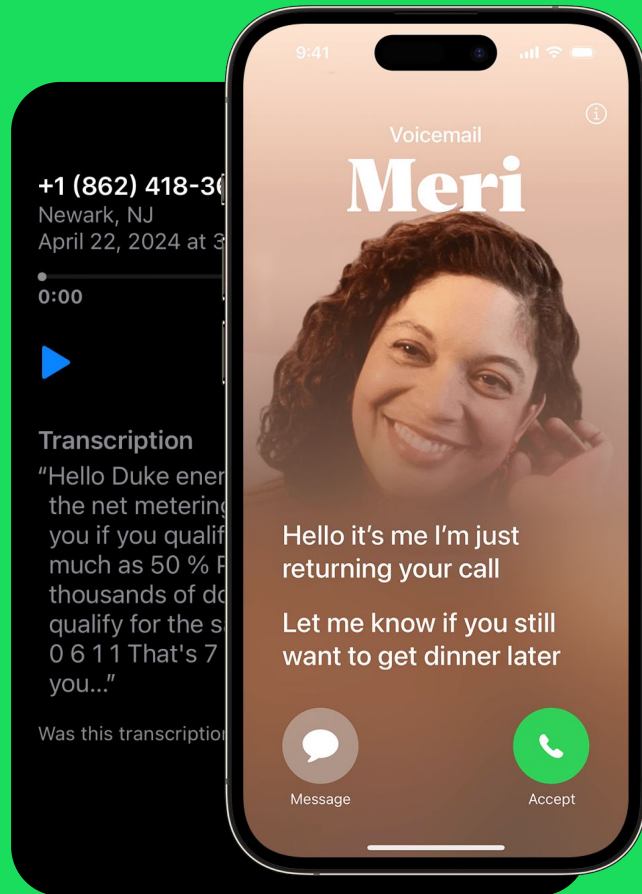 +1 (862) 418-3
Newark, NJ
April 22, 2024 at 3
0:00
Transcription
“Hello Duke ener
the net metering
you if you qualif
much as 50 %
thousands of do
qualify for the s
0 6 1 1 That's 7
you...”
Was this transcription
9:41
Voicemail
Meri
Hello it’s me I’m just
returning your call
Let me know if you still
want to get dinner later
Message
Accept